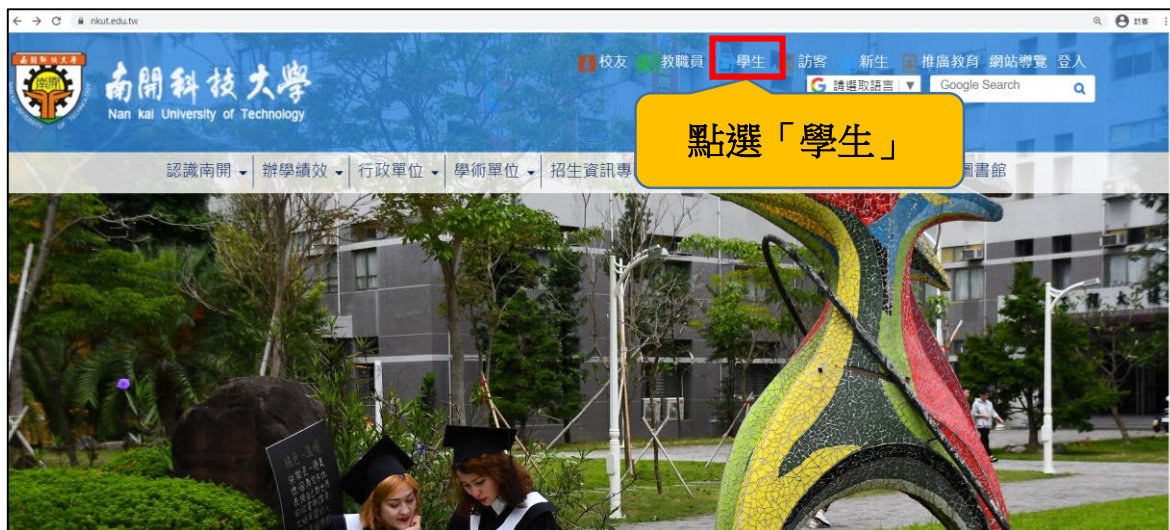 nkut.edu.tw
訪客
校友 教職員 學生 訪客 新生 推廣教育 網站導覽 登入
南開科技大學
Nan kai University of Technology
G 請選取語言 ▼ Google Search
點選「學生」
認識南開 辦學績效 行政單位 學術單位 招生資訊專 圖書館